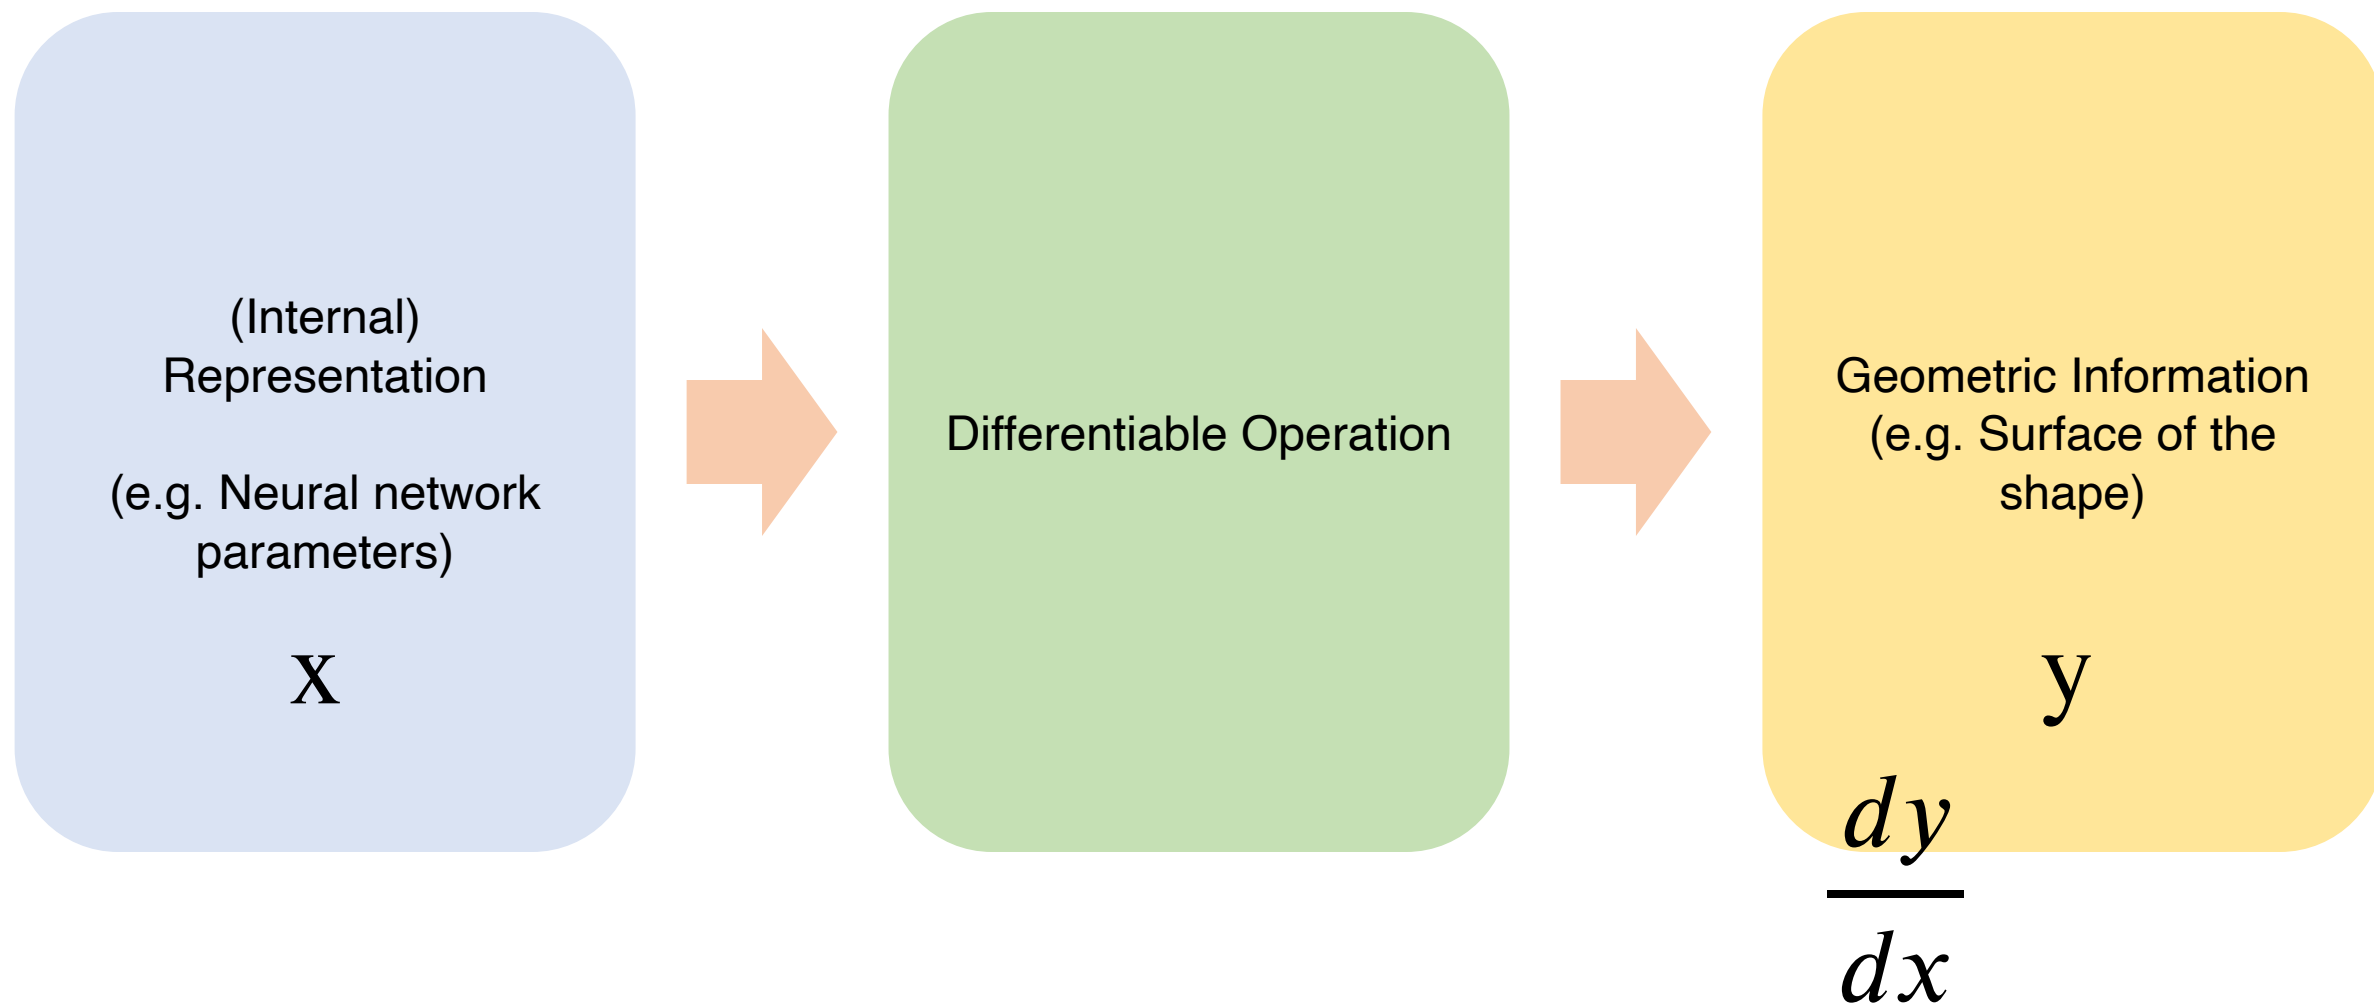 (Internal)
Representation
(e.g. Neural network
parameters)
x
Differentiable Operation
Geometric Information
(e.g. Surface of the
shape)
y
dy
dx